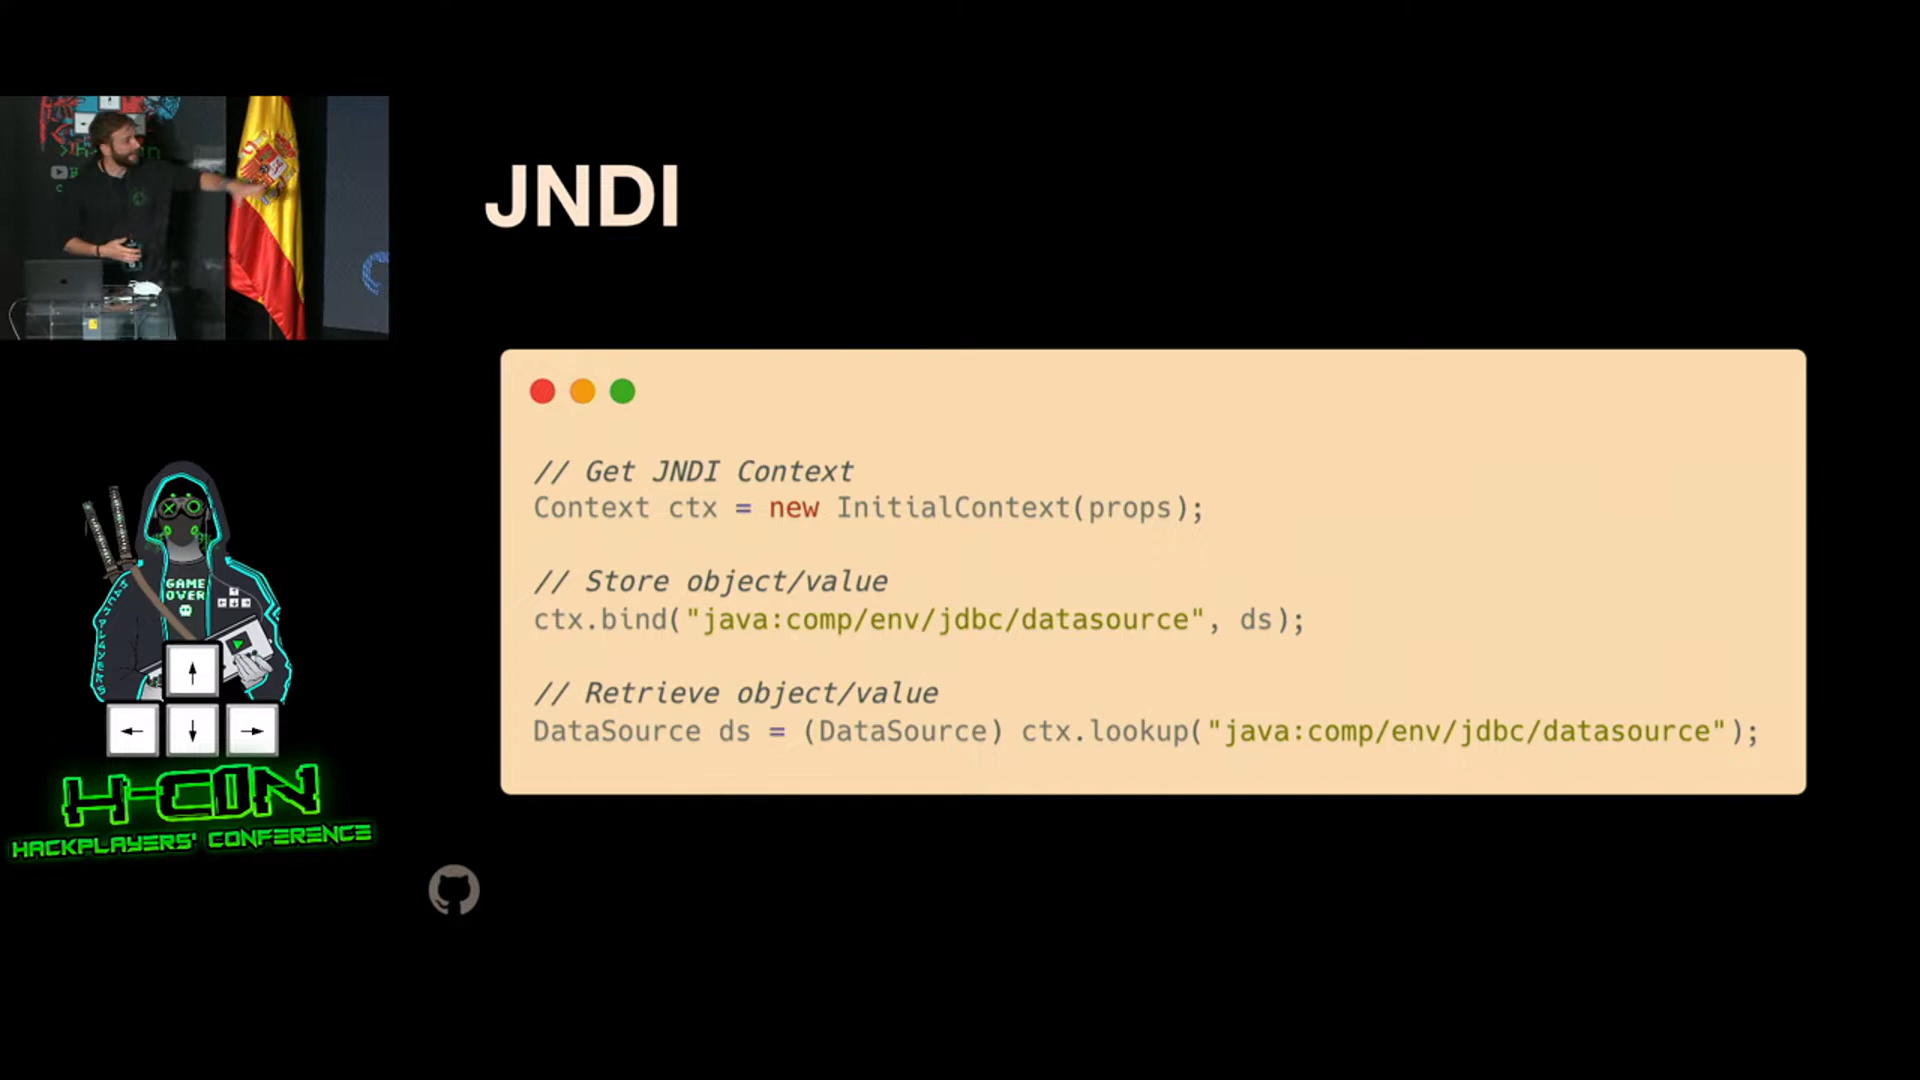 JNDI
// Get JNDI Context
Context ctx = new InitialContext(props);
// Store object/value
ctx.bind("java:comp/env/jdbc/datasource", ds);
// Retrieve object/value
DataSource ds = (DataSource) ctx.lookup("java:comp/env/jdbc/datasource");
GAME
OVER
H-CON
HACKPLAYERS' CONFERENCE